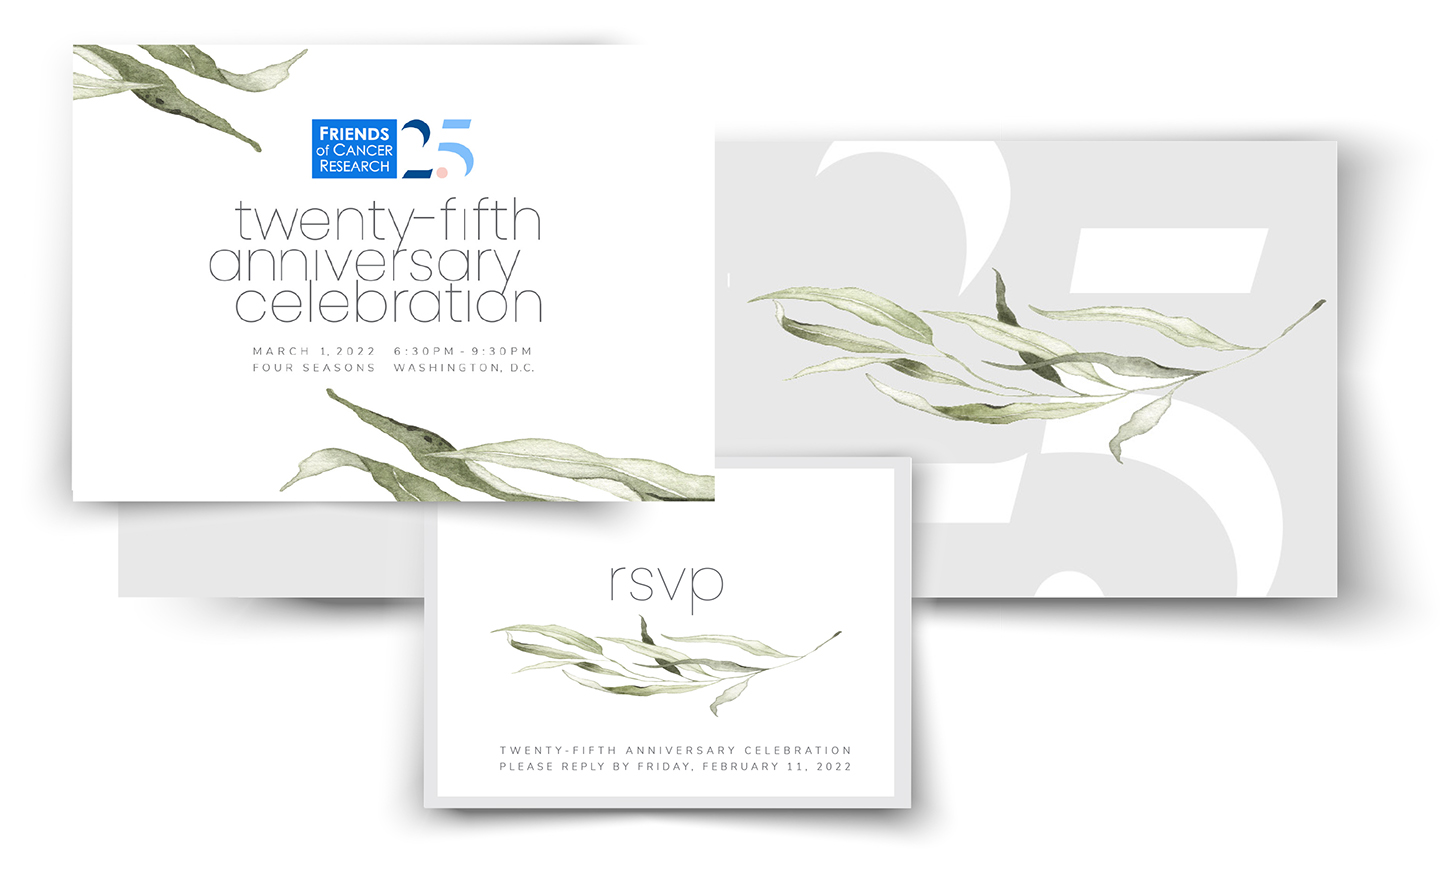 FRIENDS
of CANCER
RESEARCH
25
twenty-fifth
anniversary
celebration
MARCH 1, 2022 6:30PM - 9:30PM
FOUR SEASONS WASHINGTON, D.C.
25
rsvp
TWENTY-FIFTH ANNIVERSARY CELEBRATION
PLEASE REPLY BY FRIDAY, FEBRUARY 11, 2022